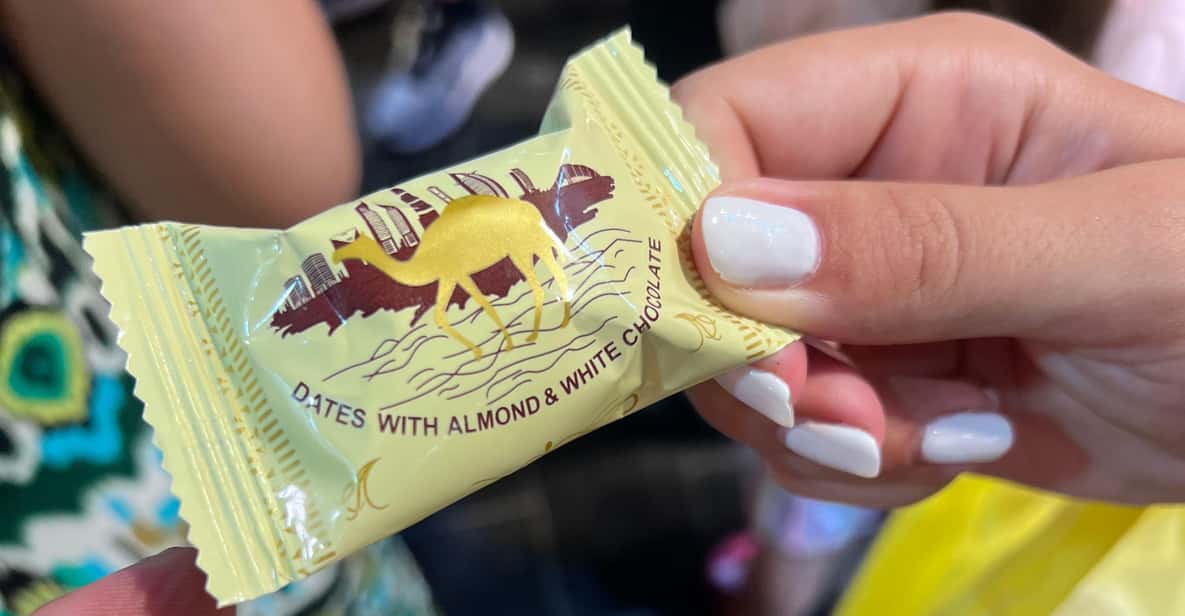 DATES WITH ALMOND & WHITE CHOCOLATE